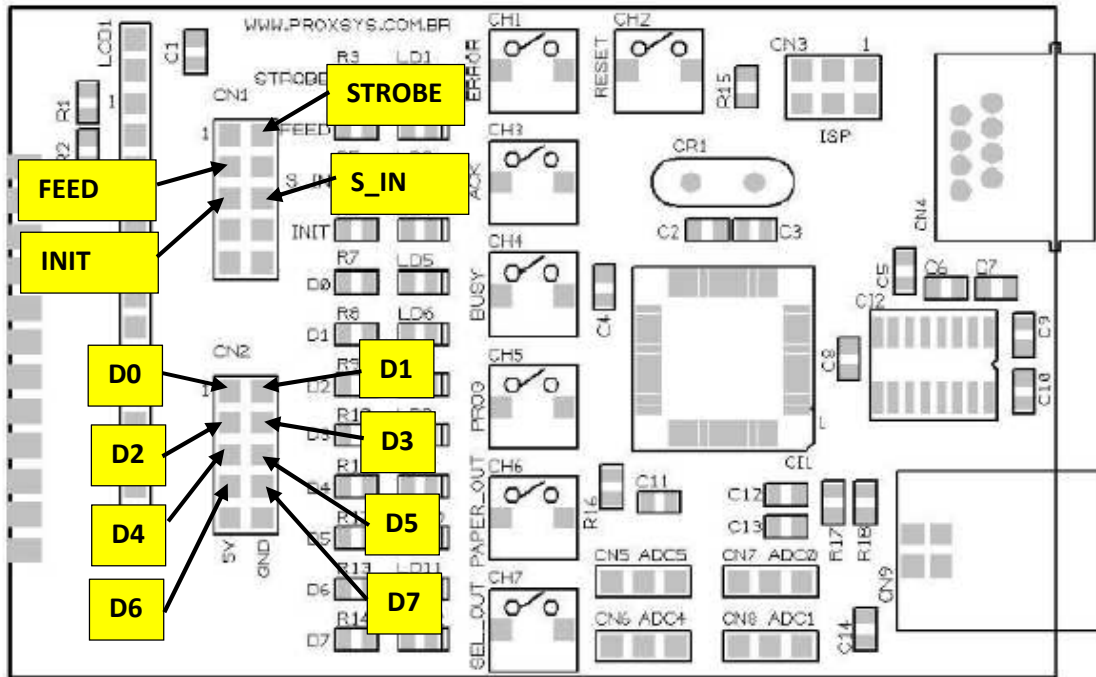 WWW.PROXSYS.COM.BR
LCD1
1
C1
R1
R2
CN1
1
R3 LD1
STROBE
FEED
S_IN
INIT
D0
R7 LD5
D1
R8 LD6
D2
D3
D4
D5
D6
R13 LD11
D7
R14
STROBE
FEED
S_IN
INIT
CN2
1
5V
GND
D0
D1
D2
D3
D4
D5
D6
D7
CH1
ERROR
CH2
RESET
CH3
ACK
CH4
BUSY
CH5
PROG
CH6
PAPER_OUT
CH7
SEL_OUT
R15
CN3 1
ISP
CR1
C2 C3
C4
CN4
C5
C6 C7
CI2
C8
C9
C10
CI1
R16
C11
C12
C13
R17
R18
CN5 ADC5
CN7 ADC0
CN6 ADC4
CN8 ADC1
C14
CN9